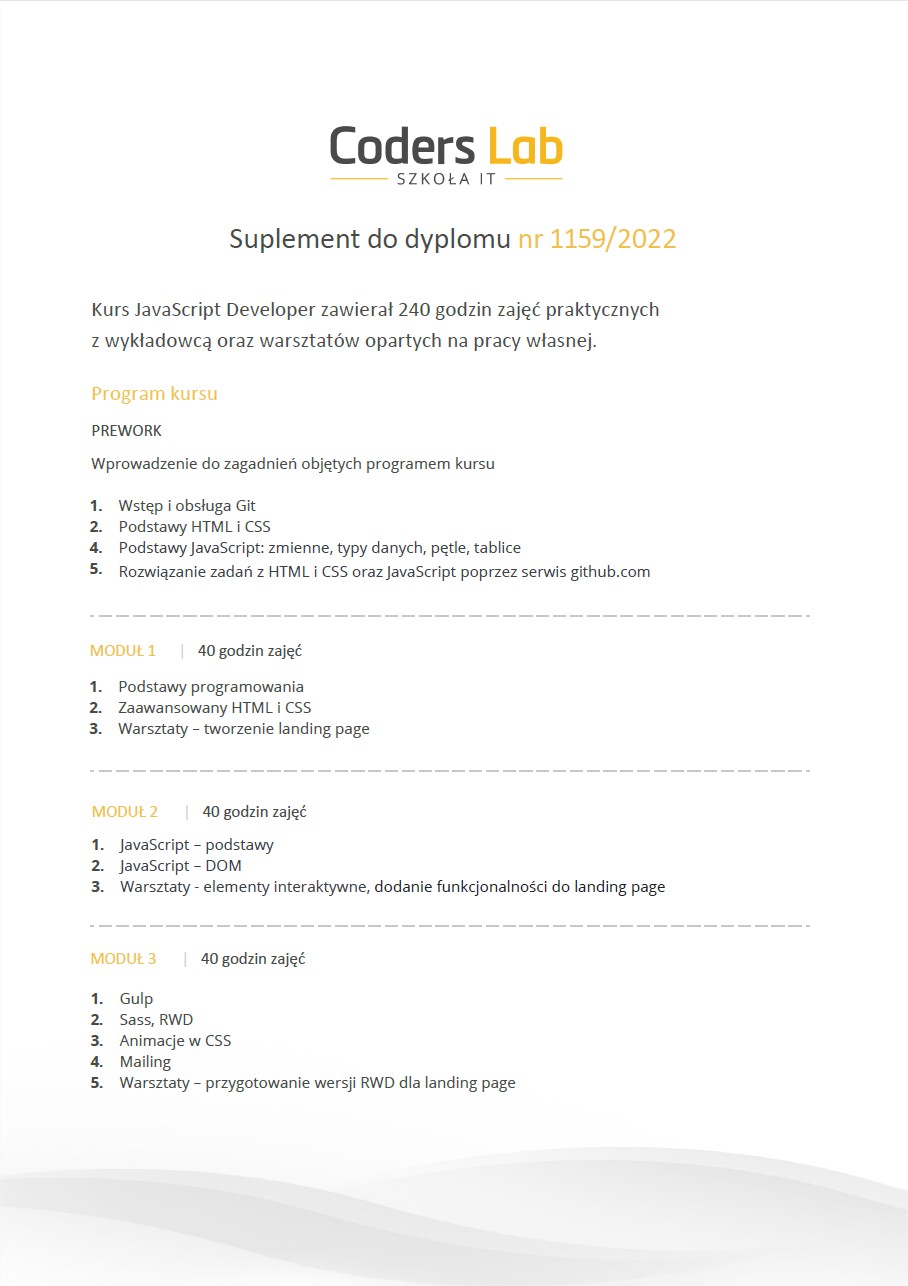 Coders Lab
SZKOŁA IT
Suplement do dyplomu nr 1159/2022
Kurs JavaScript Developer zawierał 240 godzin zajęć praktycznych
z wykładowcą oraz warsztatów opartych na pracy własnej.
Program kursu
PREWORK
Wprowadzenie do zagadnień objętych programem kursu
1. Wstęp i obsługa Git
2. Podstawy HTML i CSS
4. Podstawy JavaScript: zmienne, typy danych, pętle, tablice
5. Rozwiązanie zadań z HTML i CSS oraz JavaScript poprzez serwis github.com
MODUŁ 1 | 40 godzin zajęć
1. Podstawy programowania
2. Zaawansowany HTML i CSS
3. Warsztaty – tworzenie landing page
MODUŁ 2 | 40 godzin zajęć
1. JavaScript – podstawy
2. JavaScript – DOM
3. Warsztaty - elementy interaktywne, dodanie funkcjonalności do landing page
MODUŁ 3 | 40 godzin zajęć
1. Gulp
2. Sass, RWD
3. Animacje w CSS
4. Mailing
5. Warsztaty – przygotowanie wersji RWD dla landing page